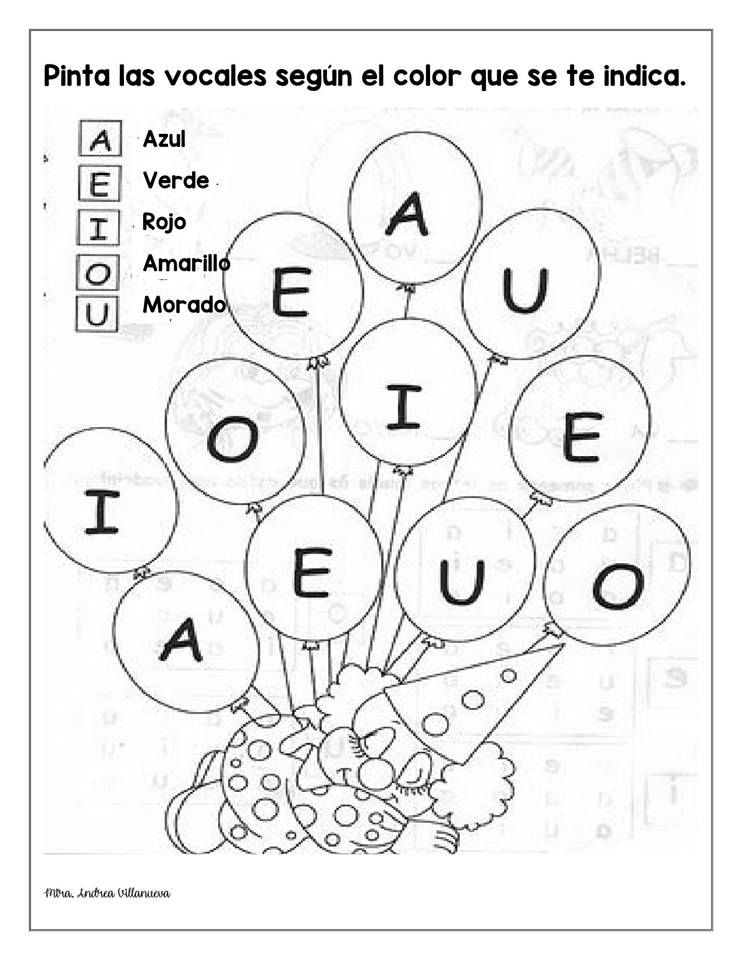 Pinta las vocales según el color que se te indica.
A Azul
E Verde
I Rojo
O Amarillo
U Morado
A
E
U
I
O
E
I
E
U
O
A
Mtra. Andrea Villanueva